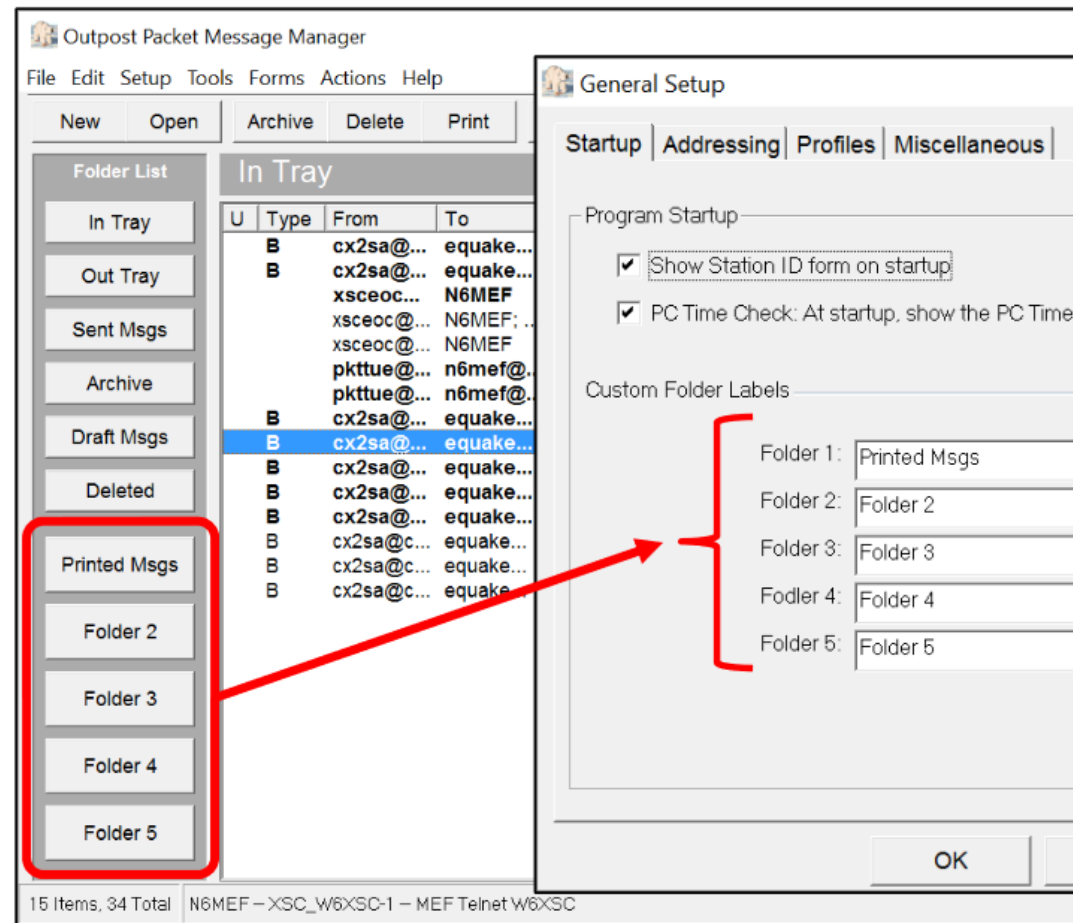 Outpost Packet Message Manager
File Edit Setup Tools Forms Actions Help
New Open Archive Delete Print
Folder List
In Tray
Out Tray
Sent Msgs
Archive
Draft Msgs
Deleted
Printed Msgs
Folder 2
Folder 3
Folder 4
Folder 5
In Tray
U Type From To
B cx2sa@... equake...
B cx2sa@... equake...
xsceoc... N6MEF
xsceoc@... N6MEF; ..
xsceoc@... N6MEF
pkttue@... n6mef@..
pkttue@... n6mef@..
B cx2sa@... equake...
B cx2sa@... equake...
B cx2sa@... equake...
B cx2sa@... equake...
B cx2sa@... equake...
B cx2sa@c... equake...
B cx2sa@c... equake...
B cx2sa@c... equake...
15 Items, 34 Total N6MEF – XSC_W6XSC-1 – MEF Telnet W6XSC
General Setup
Startup Addressing Profiles Miscellaneous
Program Startup
Show Station ID form on startup
PC Time Check: At startup, show the PC Time
Custom Folder Labels
Folder 1: Printed Msgs
Folder 2: Folder 2
Folder 3: Folder 3
Fodler 4: Folder 4
Folder 5: Folder 5
OK